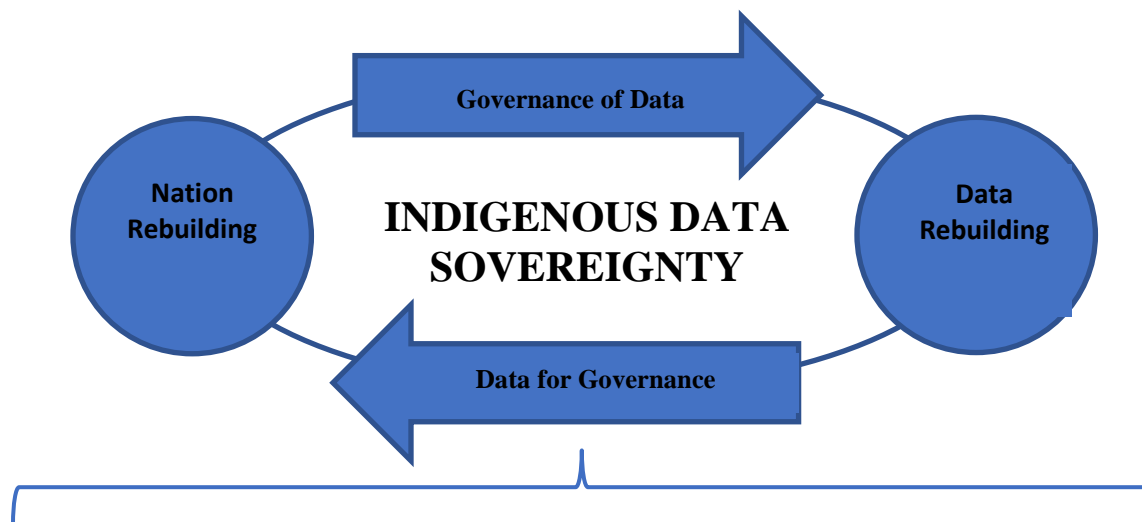 Governance of Data
Nation
Rebuilding
INDIGENOUS DATA
SOVEREIGNTY
Data
Rebuilding
Data for Governance